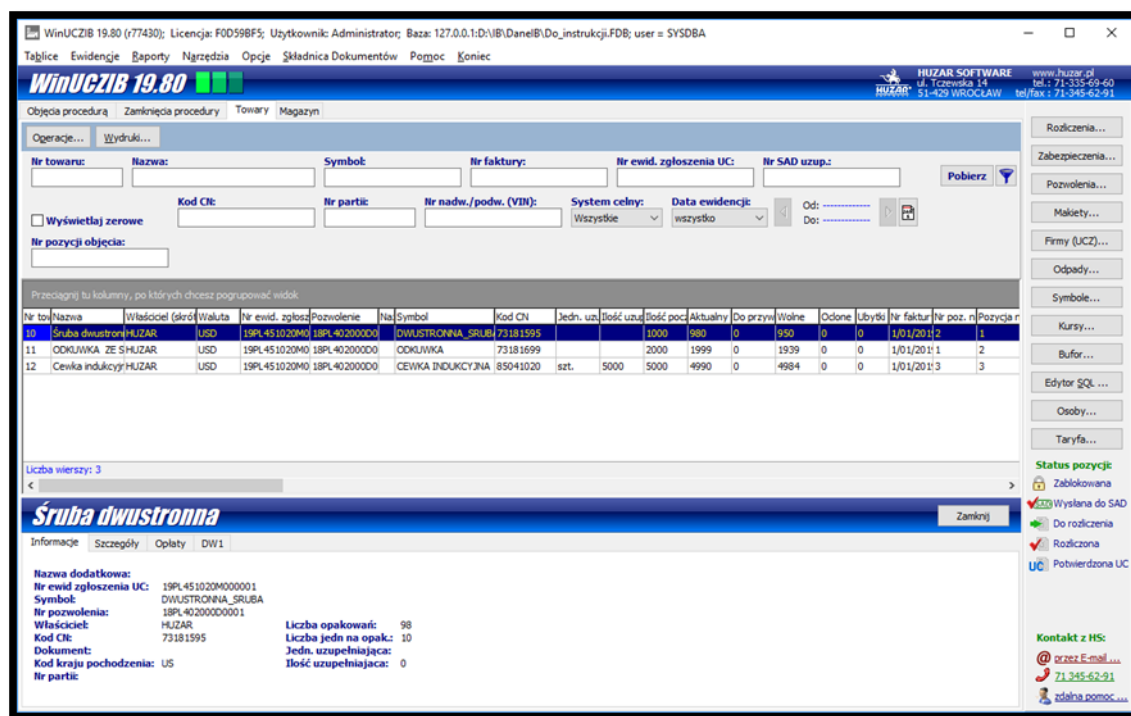 WinUCZIB 19.80 (r77430); Licencja: F0D59BF5; Użytkownik: Administrator; Baza: 127.0.0.1:D:\IB\DaneIB\Do_instrukcji.FDB; user = SYSDBA
Tablice Ewidencje Raporty Narzędzia Opcje Składnica Dokumentów Pomoc Koniec
WinUCZIB 19.80
HUZAR
HUZAR SOFTWARE www.huzar.pl
ul. Tczewska 14 tel.: 71-335-69-60
51-429 WROCŁAW tel/fax : 71-345-62-91
Objęcia procedurą Zamknięcia procedury Towary Magazyn
Operacje... Wydruki...
Nr towaru: Nazwa: Symbol: Nr faktury: Nr ewid. zgłoszenia UC: Nr SAD uzup.:
Pobierz
Kod CN: Nr partii: Nr nadw./podw. (VIN): System celny: Data ewidencji:
Wyświetlaj zerowe Wszystkie wszystko Od: -------------
Do: -------------
Nr pozycji objęcia:
Przeciągnij tu kolumny, po których chcesz pogrupować widok
Nr tov Nazwa Właściciel (skrót Waluta Nr ewid. zgłosz Pozwolenie Na: Symbol Kod CN Jedn. uzu Ilość uzup Ilość pocz Aktualny Do przyw Wolne Oclone Ubytki Nr faktur Nr poz. n Pozycja n
10 Śruba dwustron HUZAR USD 19PL451020M0 18PL402000D0 DWUSTRONNA_SRUB 73181595 1000 980 0 950 0 0 1/01/201 2 1
11 ODKUWKA ZE S HUZAR USD 19PL451020M0 18PL402000D0 ODKUWKA 73181699 2000 1999 0 1939 0 0 1/01/201 1 2
12 Cewka indukcyj HUZAR USD 19PL451020M0 18PL402000D0 CEWKA INDUKCYJNA 85041020 szt. 5000 5000 4990 0 4984 0 0 1/01/201 3 3
Liczba wierszy: 3
Śruba dwustronna
Zamknij
Informacje Szczegóły Opłaty DW1
Nazwa dodatkowa:
Nr ewid zgłoszenia UC: 19PL451020M000001
Symbol: DWUSTRONNA_SRUBA
Nr pozwolenia: 18PL402000D0001
Właściciel: HUZAR Liczba opakowań: 98
Kod CN: 73181595 Liczba jedn na opak.: 10
Dokument: Jedn. uzupełniająca:
Kod kraju pochodzenia: US Ilość uzupełniajaca: 0
Nr partii:
Rozliczenia...
Zabezpieczenia...
Pozwolenia...
Makiety...
Firmy (UCZ)...
Odpady...
Symbole...
Kursy...
Bufor...
Edytor SQL ...
Osoby...
Taryfa...
Status pozycji:
Zablokowana
Wysłana do SAD
Do rozliczenia
Rozliczona
UC Potwierdzona UC
Kontakt z HS:
przez E-mail ...
71 345-62-91
zdalna pomoc ...